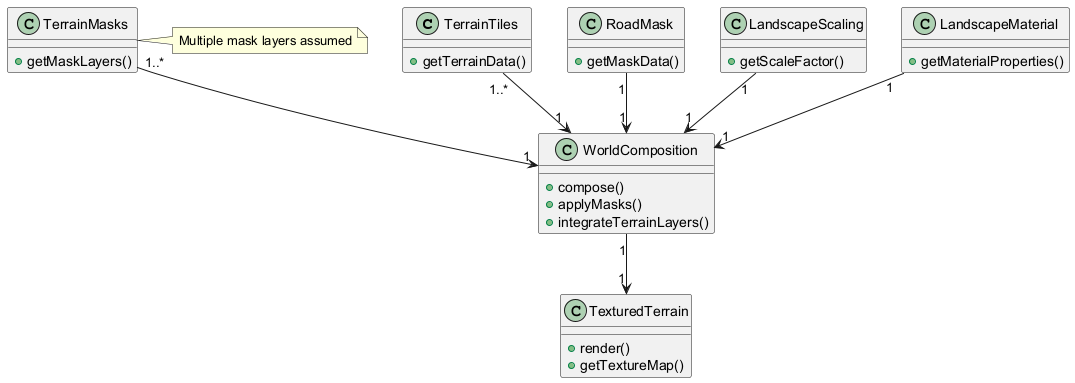 C TerrainMasks
getMaskLayers()
Multiple mask layers assumed
C TerrainTiles
getTerrainData()
C RoadMask
getMaskData()
C LandscapeScaling
getScaleFactor()
C LandscapeMaterial
getMaterialProperties()
1..*
1..*
1
1
1
1
1
1
1
1
C WorldComposition
compose()
applyMasks()
integrateTerrainLayers()
1
1
C TexturedTerrain
render()
getTextureMap()